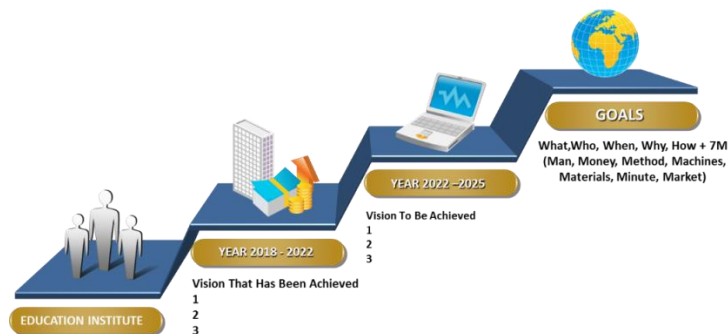 EDUCATION INSTITUTE
YEAR 2018 - 2022
Vision That Has Been Achieved
1
2
3
YEAR 2022 –2025
Vision To Be Achieved
1
2
3
GOALS
What,Who, When, Why, How + 7M
(Man, Money, Method, Machines,
Materials, Minute, Market)